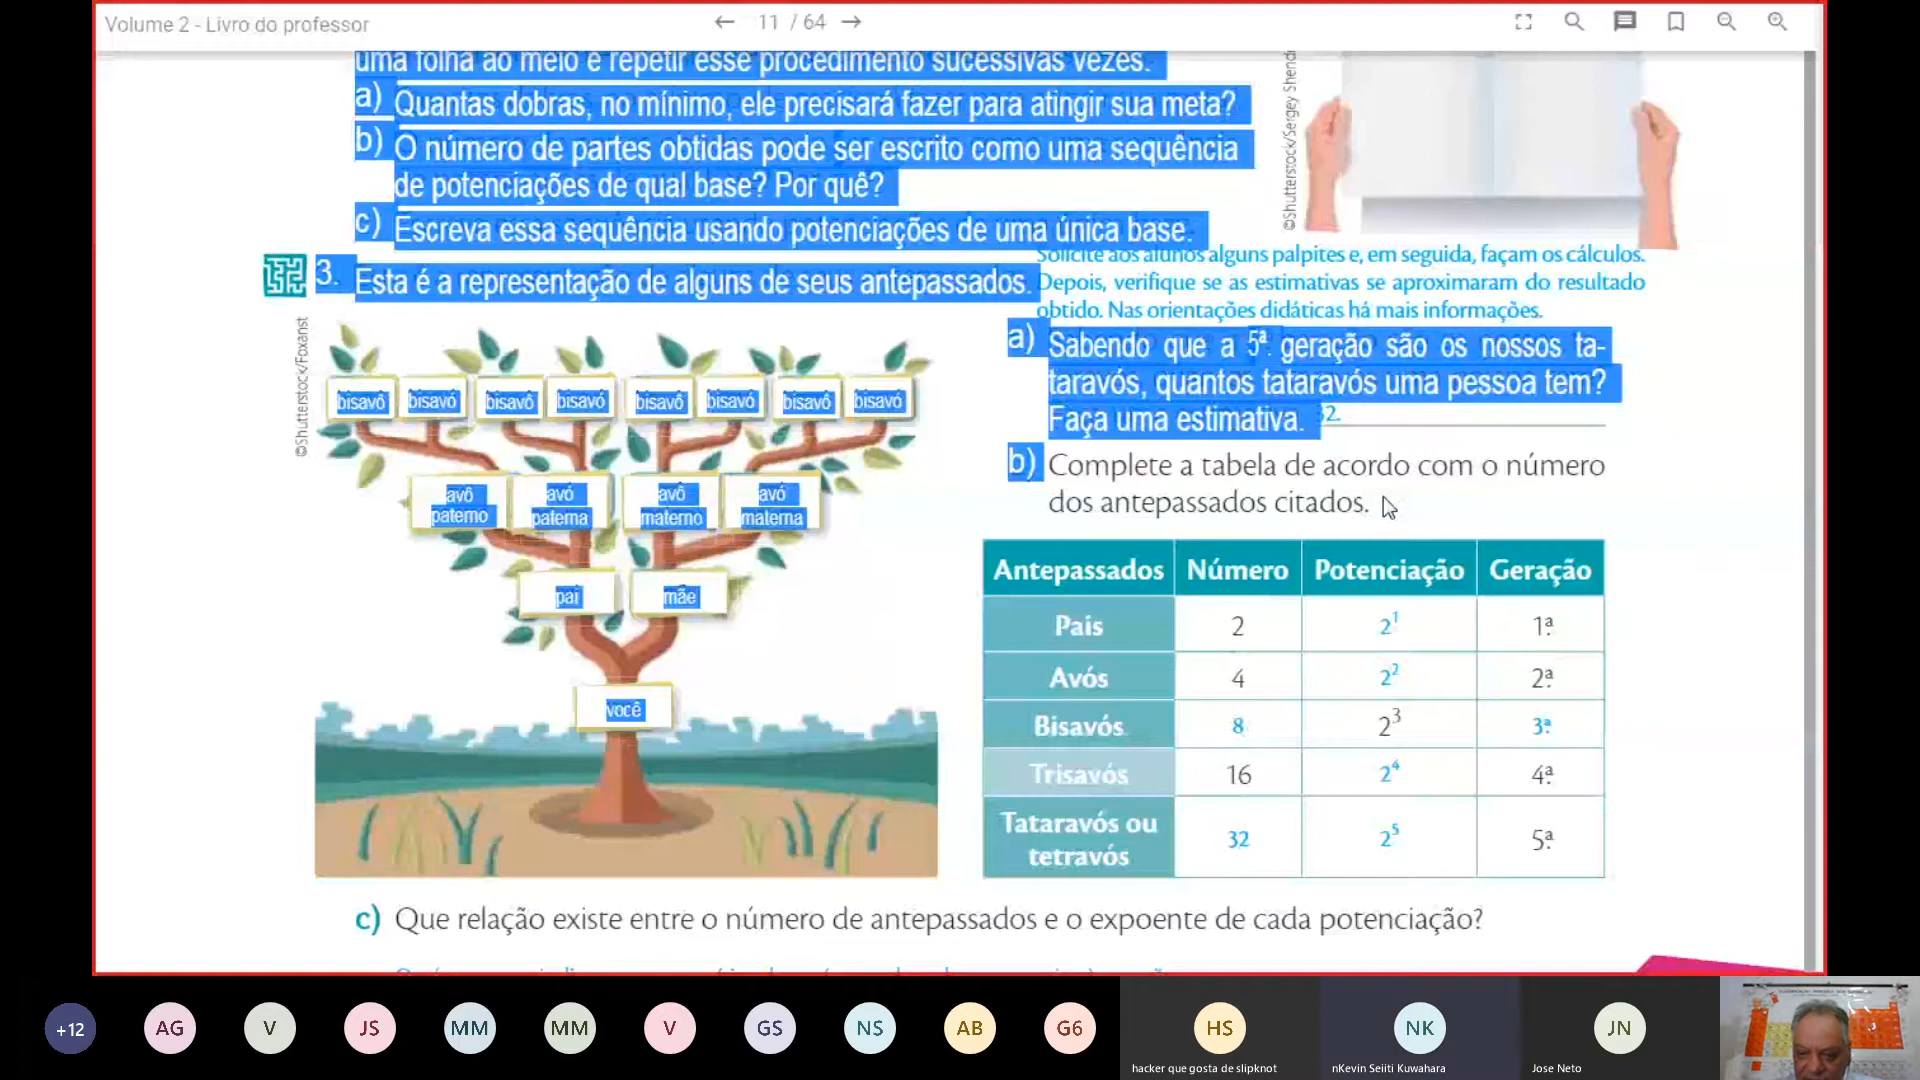 Volume 2 - Livro do professor
11 / 64
uma folha ao meio e repetir esse procedimento sucessivas vezes.
a) Quantas dobras, no mínimo, ele precisará fazer para atingir sua meta?
b) O número de partes obtidas pode ser escrito como uma sequência
de potenciações de qual base? Por quê?
c) Escreva essa sequência usando potenciações de uma única base.
©Shutterstock/Sergey Shend
3. Esta é a representação de alguns de seus antepassados.
Solicite aos alunos alguns palpites e, em seguida, façam os cálculos.
Depois, verifique se as estimativas se aproximaram do resultado
obtido. Nas orientações didáticas há mais informações.
©Shutterstock/Foxanst
bisavô bisavó bisavô bisavó bisavô bisavó bisavô bisavó
avô paterno
avó paterna
avô materno
avó materna
pai mãe
você
a) Sabendo que a 5ª. geração são os nossos ta-
taravós, quantos tataravós uma pessoa tem?
Faça uma estimativa. 32.
b) Complete a tabela de acordo com o número
dos antepassados citados.
Antepassados Número Potenciação Geração
Pais 2 2¹ 1ª.
Avós 4 2² 2ª.
Bisavós 8 2³ 3ª
Trisavós 16 2⁴ 4ª.
Tataravós ou
tetravós 32 2⁵ 5ª.
c) Que relação existe entre o número de antepassados e o expoente de cada potenciação?
+12 AG V JS MM MM V GS NS AB G6 HS NK JN
hacker que gosta de slipknot nKevin Seiiti Kuwahara Jose Neto